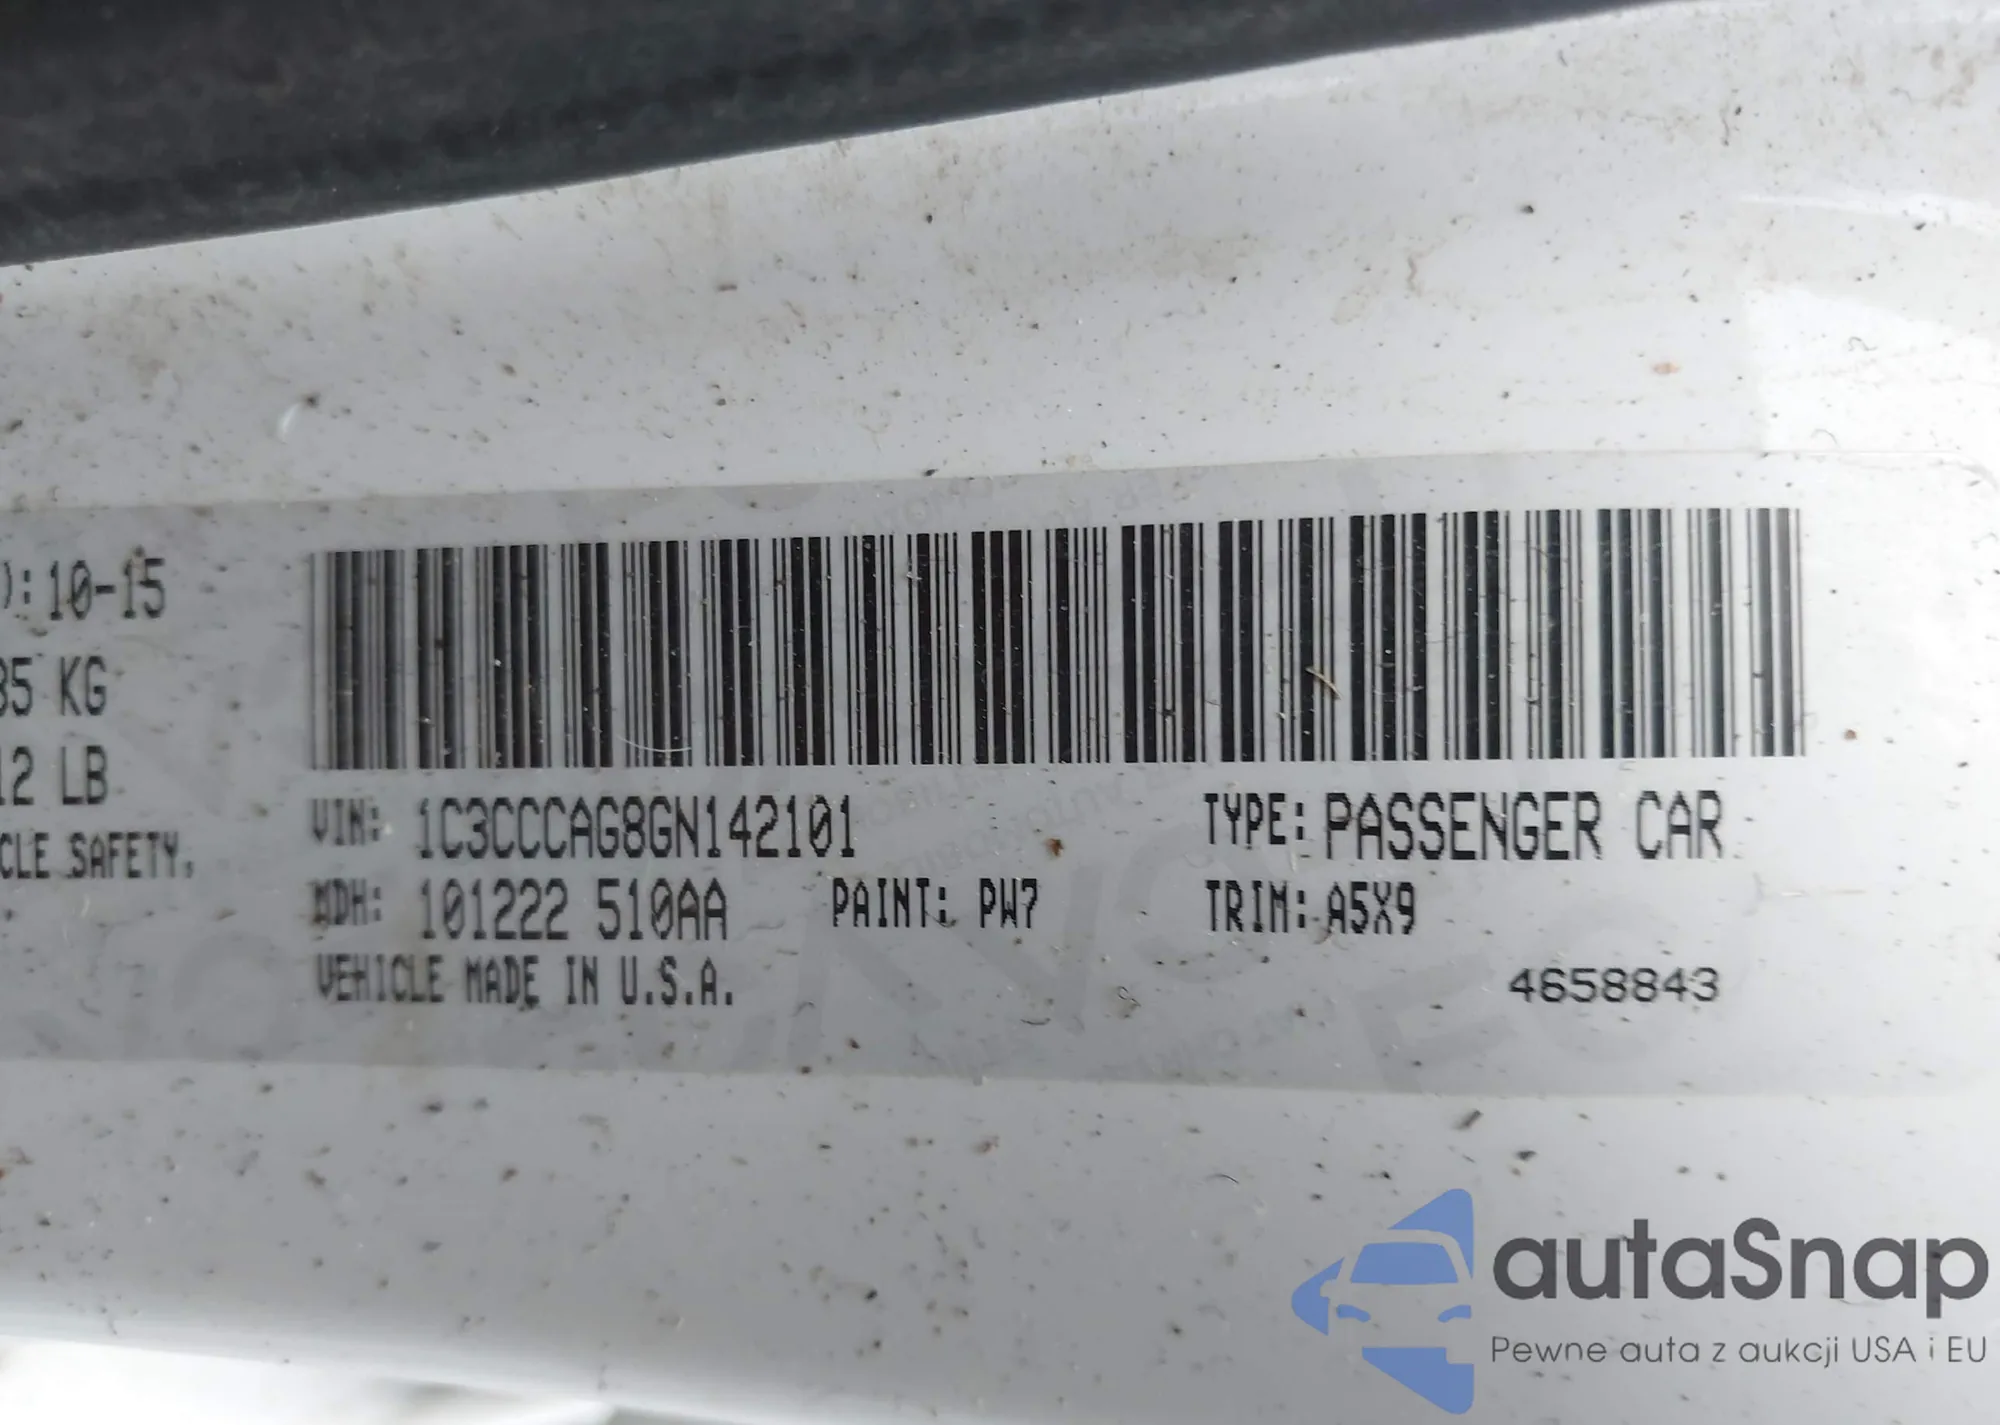 ): 10-15
85 KG
12 LB
CLE SAFETY,
VIN: 1C3CCCAG8GN142101
TYPE: PASSENGER CAR
MDH: 101222 510AA
PAINT: PW7
TRIM: A5X9
VEHICLE MADE IN U.S.A.
4658843
autaSnap
Pewne auta z aukcji USA i EU